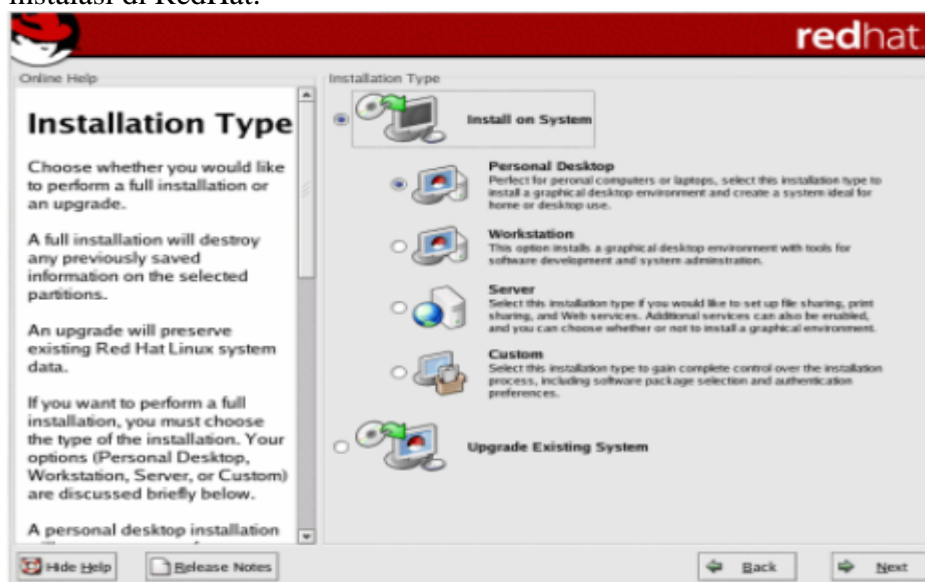 instalasi di RedHat.
redhat.
Online Help
Installation Type
Choose whether you would like
to perform a full installation or
an upgrade.
A full installation will destroy
any previously saved
information on the selected
partitions.
An upgrade will preserve
existing Red Hat Linux system
data.
If you want to perform a full
installation, you must choose
the type of the installation. Your
options (Personal Desktop,
Workstation, Server, or Custom)
are discussed briefly below.
A personal desktop installation
Installation Type
Install on System
Personal Desktop
Perfect for peronal computers or laptops, select this installation type to
install a graphical desktop environment and create a system ideal for
home or desktop use.
Workstation
This option installs a graphical desktop environment with tools for
software development and system adminstration.
Server
Select this installation type if you would like to set up file sharing, print
sharing, and Web services. Additional services can also be enabled,
and you can choose whether or not to install a graphical environment.
Custom
Select this installation type to gain complete control over the installation
process, including software package selection and authentication
preferences.
Upgrade Existing System
Hide Help
Release Notes
Back
Next